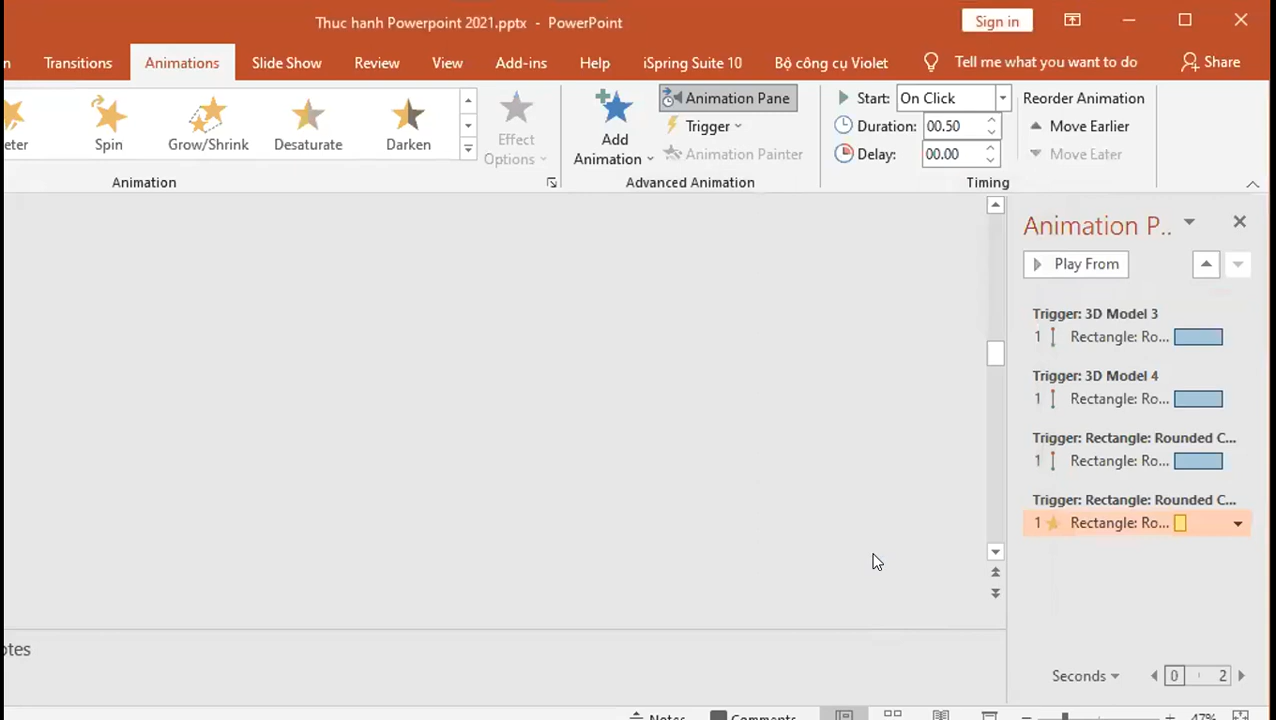 Thuc hanh Powerpoint 2021.pptx - PowerPoint
Sign in
Transitions
Animations
Slide Show
Review
View
Add-ins
Help
iSpring Suite 10
Bộ công cụ Violet
Tell me what you want to do
Share
Spin
Grow/Shrink
Desaturate
Darken
Effect
Options
Add
Animation
Animation Pane
Trigger
Animation Painter
Start: On Click
Duration: 00.50
Delay: 00.00
Reorder Animation
Move Earlier
Move Eater
Animation
Advanced Animation
Timing
Animation P..
Play From
Trigger: 3D Model 3
1 Rectangle: Ro...
Trigger: 3D Model 4
1 Rectangle: Ro...
Trigger: Rectangle: Rounded C...
1 Rectangle: Ro...
Trigger: Rectangle: Rounded C...
1 Rectangle: Ro...
otes
Seconds
0 2
Notes
Comments
47%